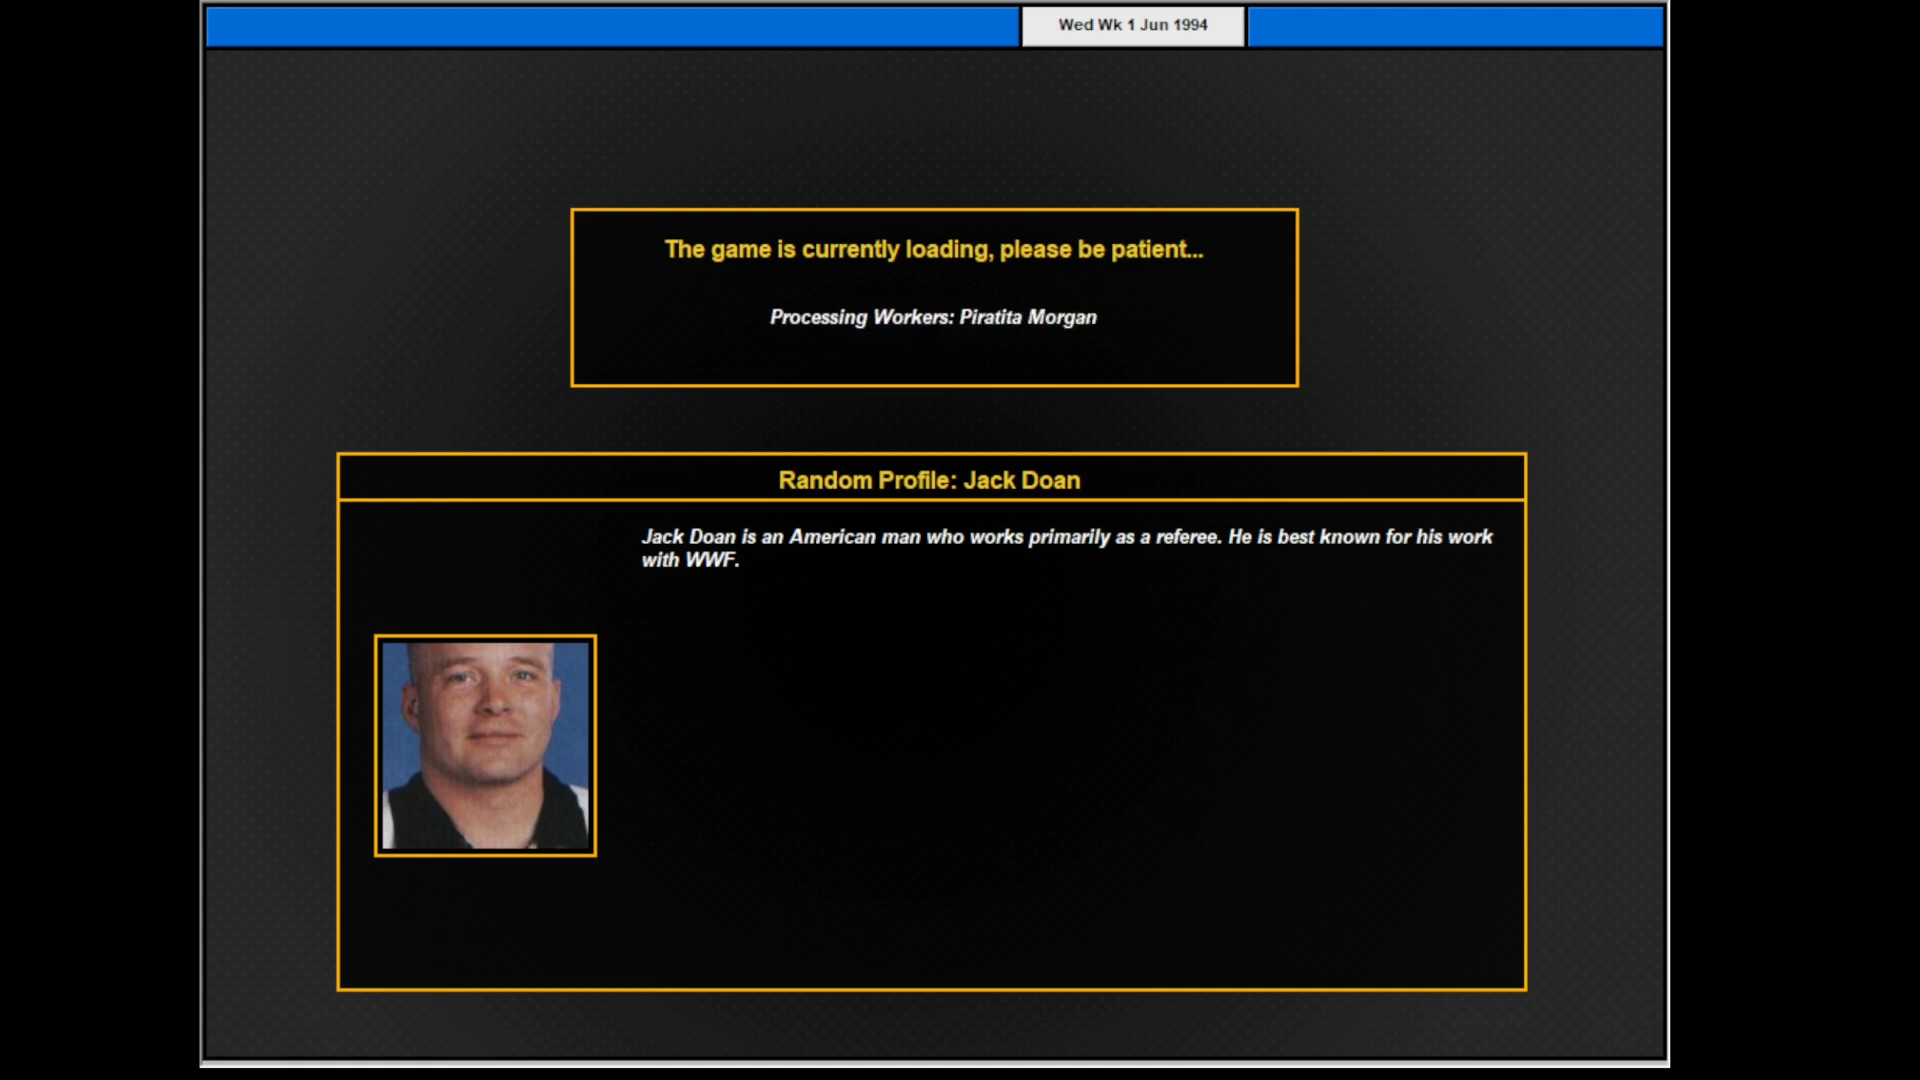 Wed Wk 1 Jun 1994
The game is currently loading, please be patient...
Processing Workers: Piratita Morgan
Random Profile: Jack Doan
Jack Doan is an American man who works primarily as a referee. He is best known for his work
with WWF.